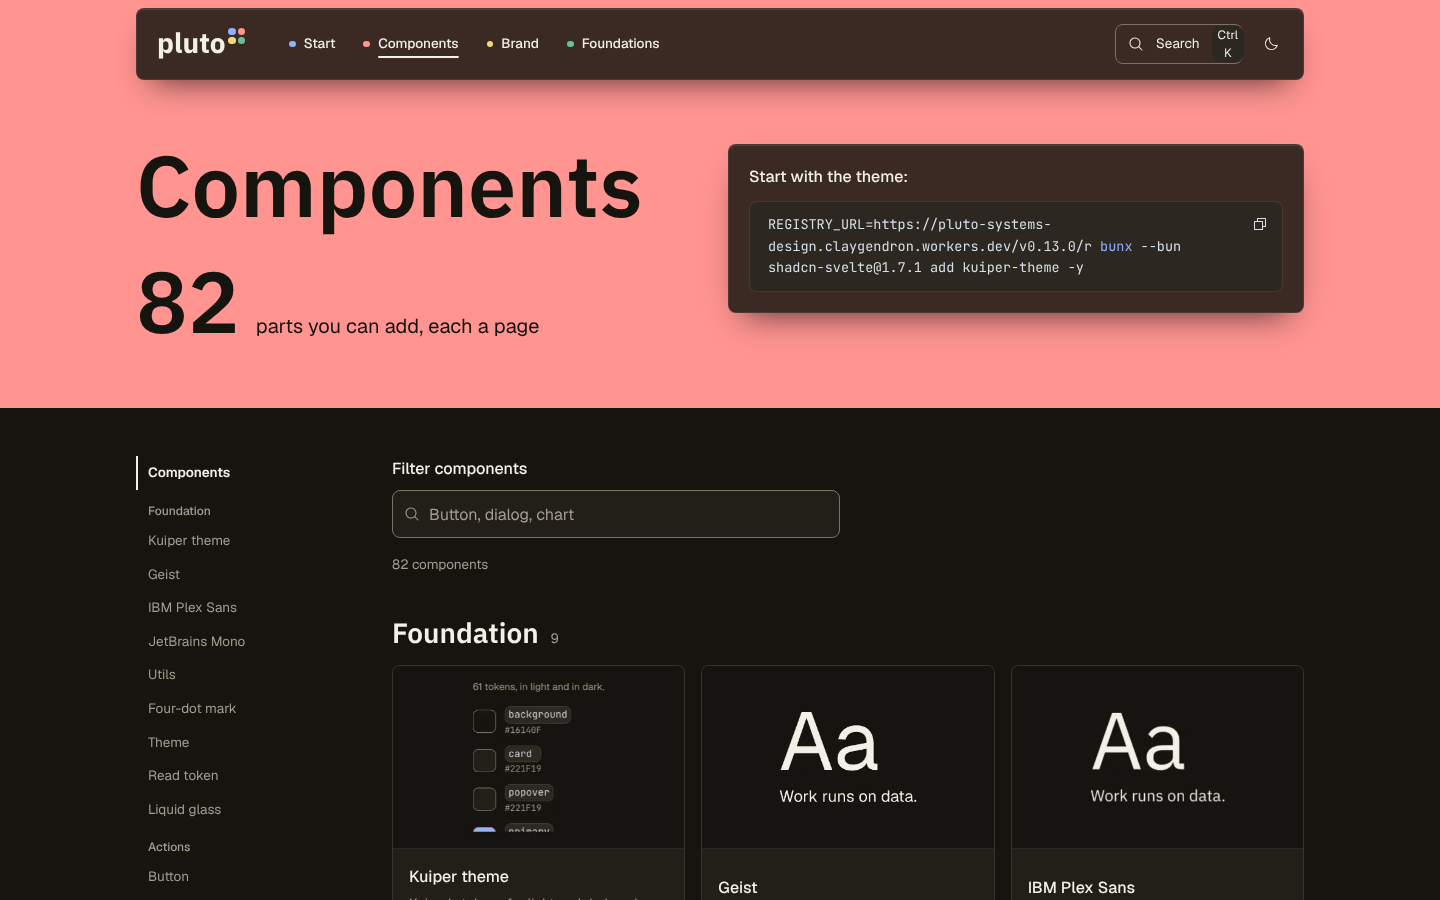 pluto
Start
Components
Brand
Foundations
Search
Ctrl
K
Components
82 parts you can add, each a page
Start with the theme:
REGISTRY_URL=https://pluto-systems-
design.claygendron.workers.dev/v0.13.0/r bunx --bun
shadcn-svelte@1.7.1 add kuiper-theme -y
Components
Foundation
Kuiper theme
Geist
IBM Plex Sans
JetBrains Mono
Utils
Four-dot mark
Theme
Read token
Liquid glass
Actions
Button
Filter components
Button, dialog, chart
82 components
Foundation 9
61 tokens, in light and in dark.
background
#16140F
card
#221F19
popover
#221F19
primary
Kuiper theme
Aa
Work runs on data.
Geist
Aa
Work runs on data.
IBM Plex Sans